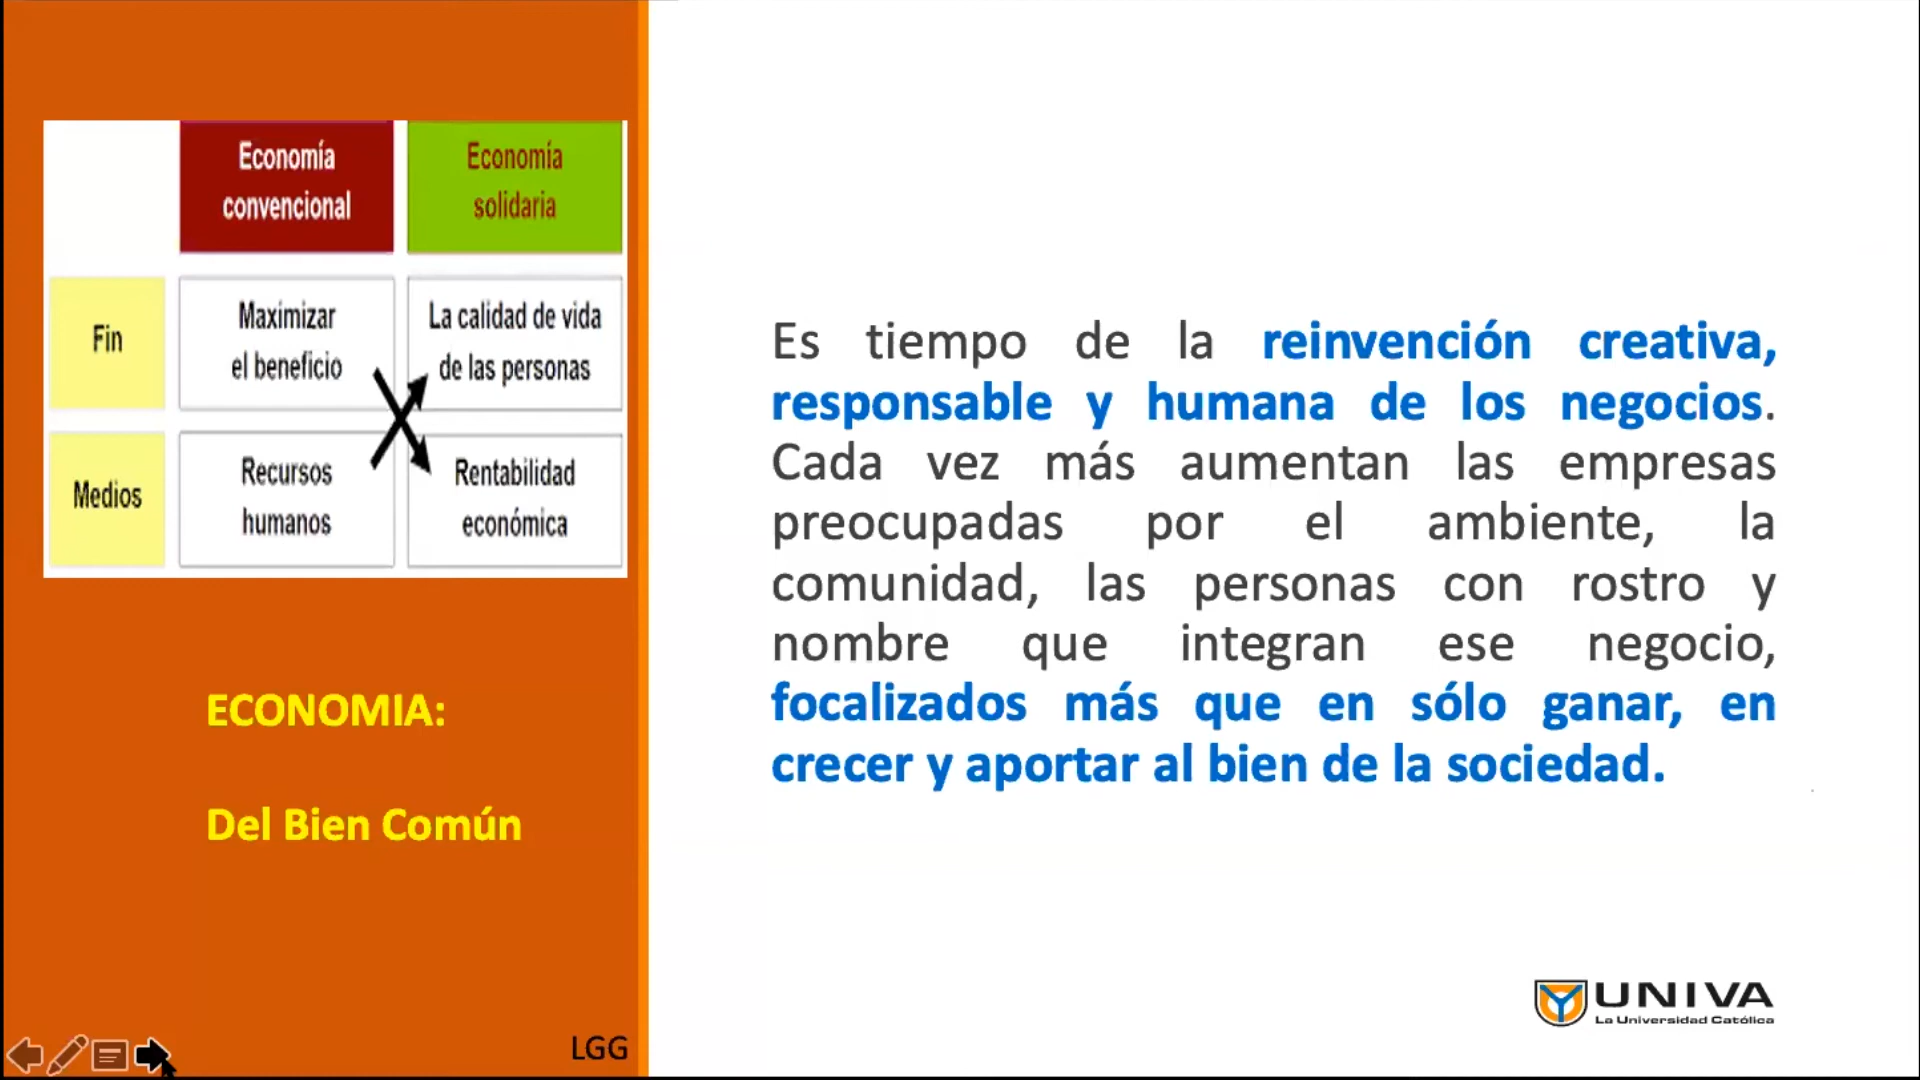 Economía
convencional
Economía
solidaria
Fin
Maximizar
el beneficio
La calidad de vida
de las personas
Medios
Recursos
humanos
Rentabilidad
económica
ECONOMIA:
Del Bien Común
LGG
Es tiempo de la reinvención creativa,
responsable y humana de los negocios.
Cada vez más aumentan las empresas
preocupadas por el ambiente, la
comunidad, las personas con rostro y
nombre que integran ese negocio,
focalizados más que en sólo ganar, en
crecer y aportar al bien de la sociedad.
UNIVA
La Universidad Católica